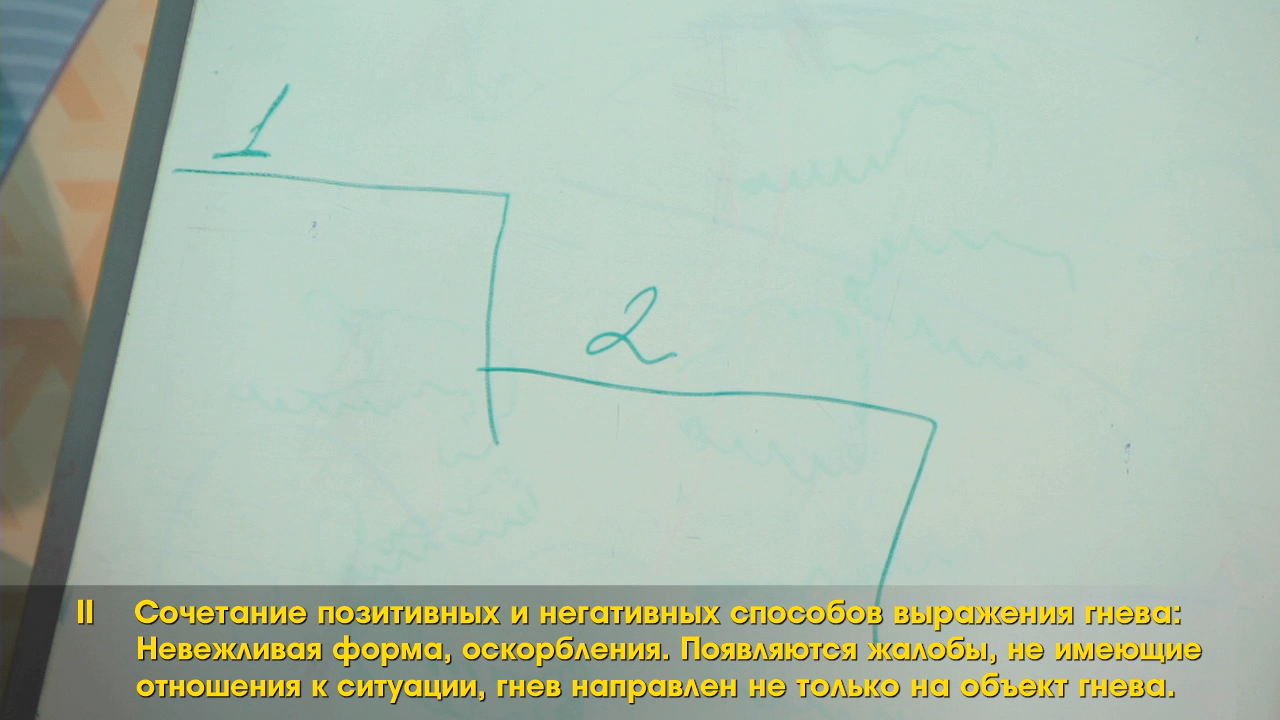 1
2
II Сочетание позитивных и негативных способов выражения гнева:
Невежливая форма, оскорбления. Появляются жалобы, не имеющие
отношения к ситуации, гнев направлен не только на объект гнева.